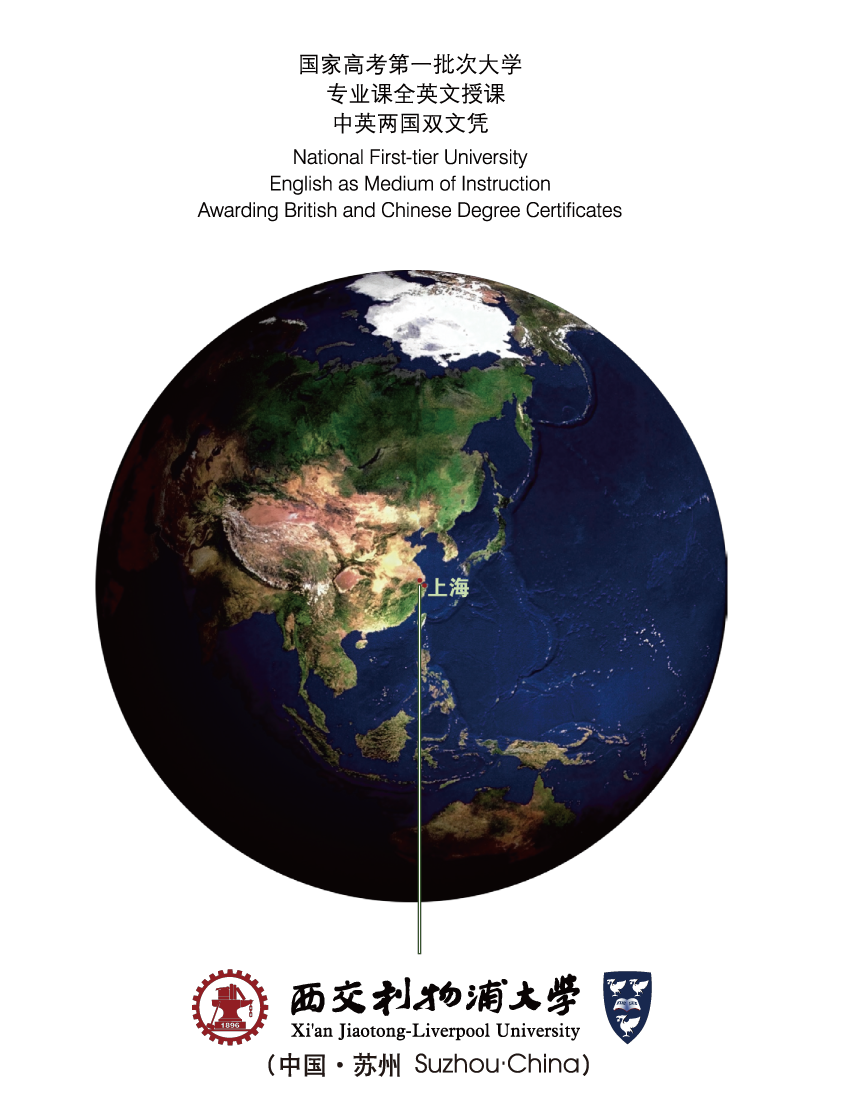 国家高考第一批次大学
专业课全英文授课
中英两国双文凭
National First-tier University
English as Medium of Instruction
Awarding British and Chinese Degree Certificates
上海
1896
西交利物浦大学
Xi'an Jiaotong-Liverpool University
(中国·苏州 Suzhou·China)